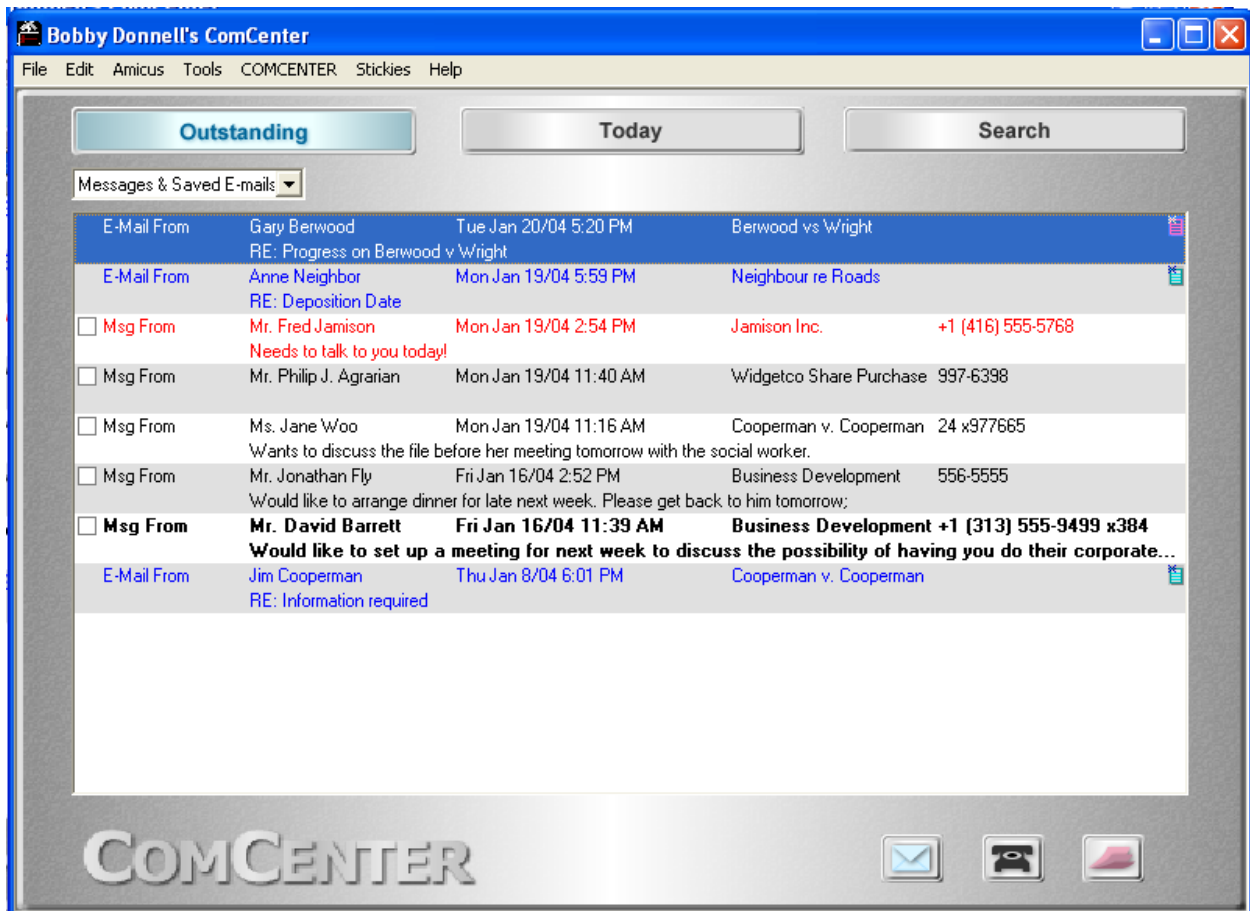 Bobby Donnell's ComCenter
File Edit Amicus Tools COMCENTER Stickies Help
Outstanding Today Search
Messages & Saved E-mails
E-Mail From Gary Berwood Tue Jan 20/04 5:20 PM Berwood vs Wright
RE: Progress on Berwood v Wright
E-Mail From Anne Neighbor Mon Jan 19/04 5:59 PM Neighbour re Roads
RE: Deposition Date
Msg From Mr. Fred Jamison Mon Jan 19/04 2:54 PM Jamison Inc. +1 (416) 555-5768
Needs to talk to you today!
Msg From Mr. Philip J. Agrarian Mon Jan 19/04 11:40 AM Widgetco Share Purchase 997-6398
Msg From Ms. Jane Woo Mon Jan 19/04 11:16 AM Cooperman v. Cooperman 24 x977665
Wants to discuss the file before her meeting tomorrow with the social worker.
Msg From Mr. Jonathan Fly Fri Jan 16/04 2:52 PM Business Development 556-5555
Would like to arrange dinner for late next week. Please get back to him tomorrow;
Msg From Mr. David Barrett Fri Jan 16/04 11:39 AM Business Development +1 (313) 555-9499 x384
Would like to set up a meeting for next week to discuss the possibility of having you do their corporate...
E-Mail From Jim Cooperman Thu Jan 8/04 6:01 PM Cooperman v. Cooperman
RE: Information required
COMCENTER